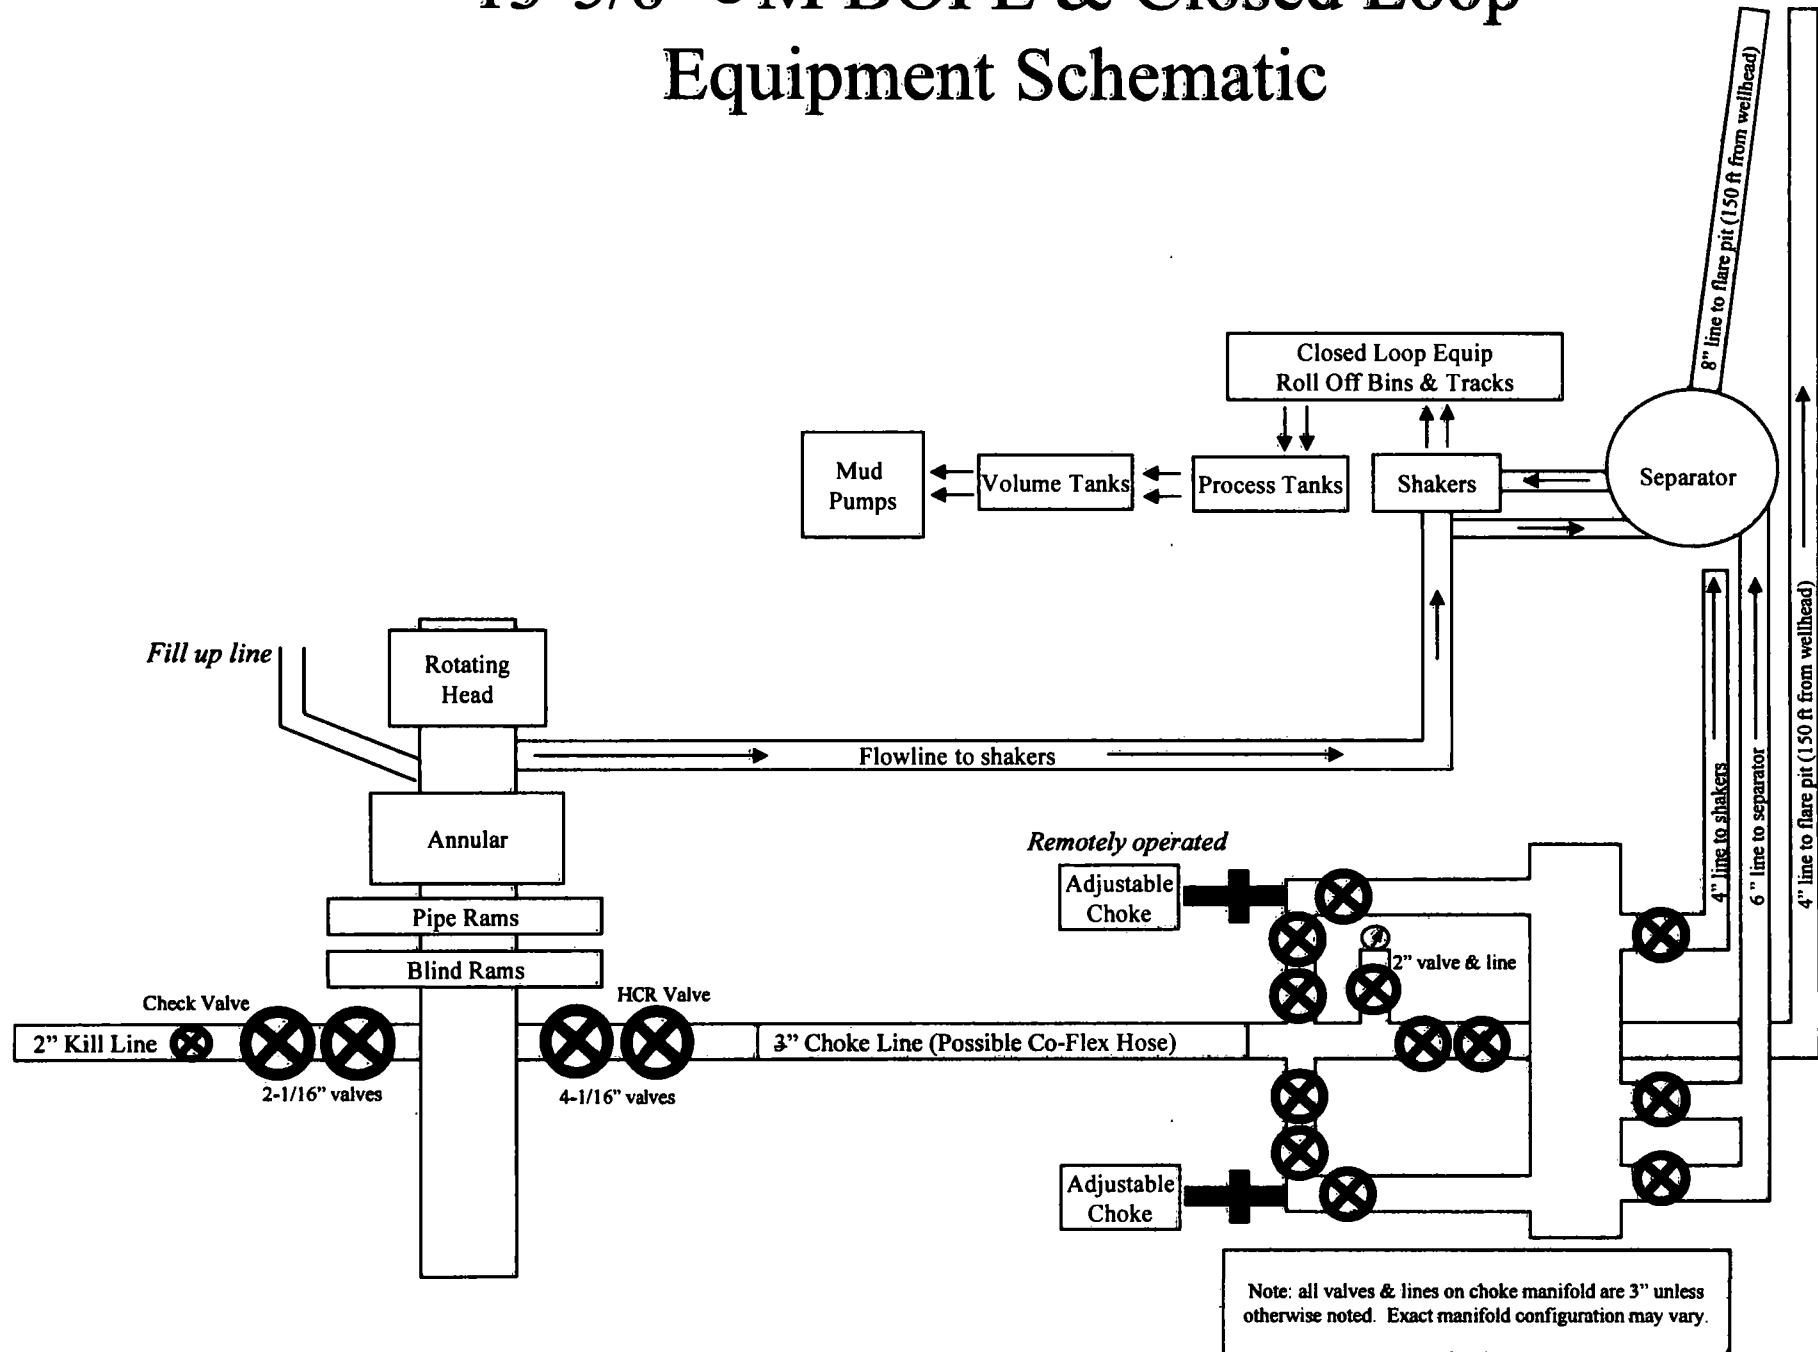 BOPE & Closed Loop
Equipment Schematic
8" line to flare pit (150 ft from wellhead)
Closed Loop Equip
Roll Off Bins & Tracks
Mud
Pumps
Volume Tanks
Process Tanks
Shakers
Separator
Fill up line
Rotating
Head
Flowline to shakers
Annular
Pipe Rams
Blind Rams
Remotely operated
Adjustable
Choke
2" valve & line
4" line to shakers
6" line to separator
4" line to flare pit (150 ft from wellhead)
Check Valve
HCR Valve
2" Kill Line
3" Choke Line (Possible Co-Flex Hose)
2-1/16" valves
4-1/16" valves
Adjustable
Choke
Note: all valves & lines on choke manifold are 3" unless
otherwise noted. Exact manifold configuration may vary.